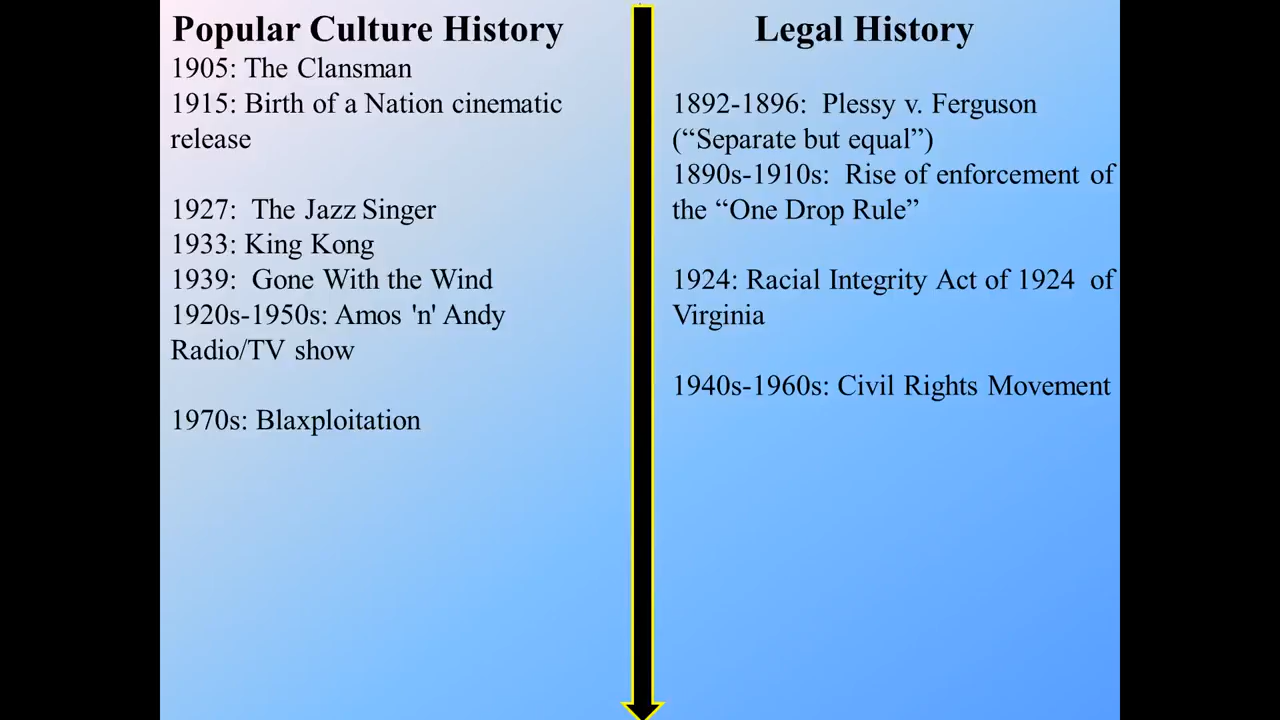 Popular Culture History
1905: The Clansman
1915: Birth of a Nation cinematic
release
1927:  The Jazz Singer
1933: King Kong
1939:  Gone With the Wind
1920s-1950s: Amos 'n' Andy
Radio/TV show
1970s: Blaxploitation
Legal History
1892-1896:  Plessy v. Ferguson
(“Separate but equal”)
1890s-1910s:  Rise of enforcement of
the “One Drop Rule”
1924: Racial Integrity Act of 1924  of
Virginia
1940s-1960s: Civil Rights Movement